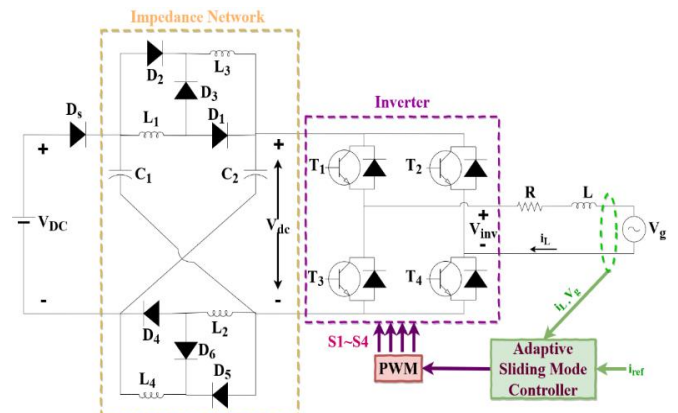 Impedance Network
D2
L3
D3
Ds
L1
D1
Inverter
+
+
C1
C2
T1
T2
R
L
VDC
Vdc
+
Vinv
-
Vg
iL
T3
T4
-
-
D4
L2
D6
iL, Vg
L4
D5
S1~S4
PWM
Adaptive
Sliding Mode
Controller
iref